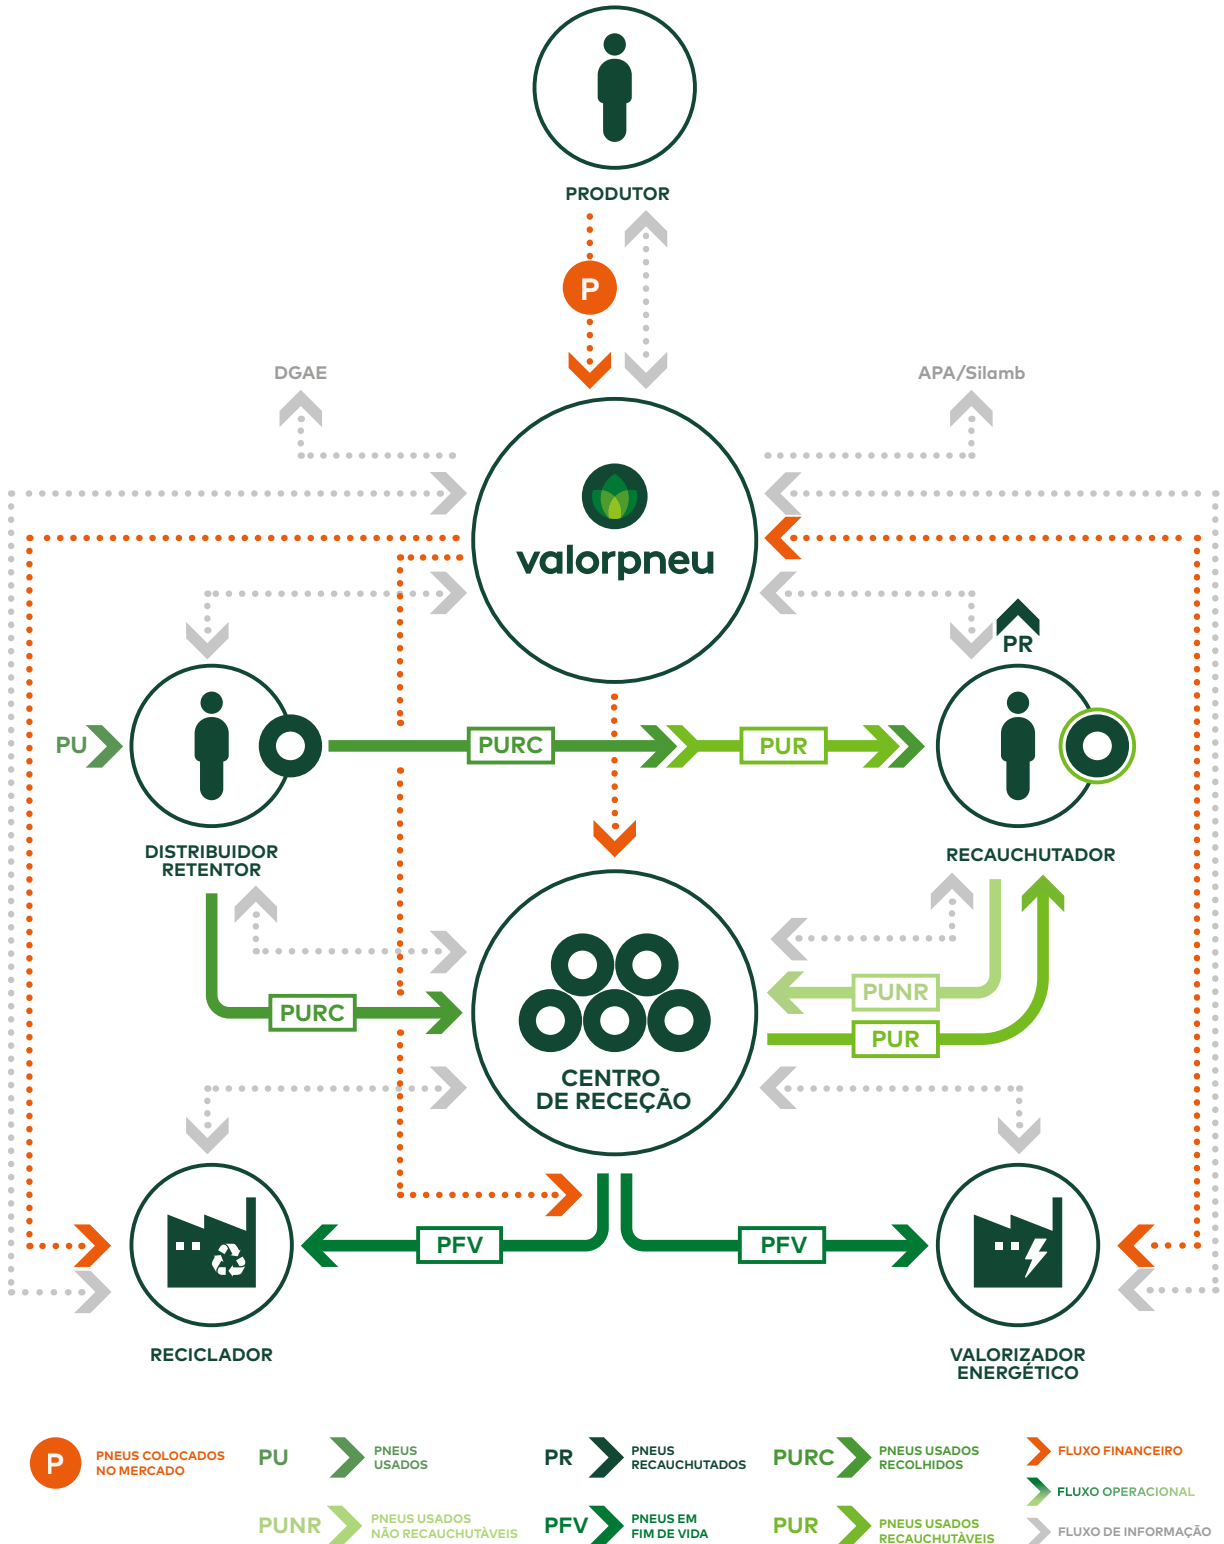 PRODUTOR
P
DGAE
APA/Silamb
valorpneu
PR
PU
PURC
PUR
DISTRIBUIDOR
RETENTOR
RECAUCHUTADOR
PUNR
PURC
PUR
CENTRO
DE RECEÇÃO
PFV
PFV
RECICLADOR
VALORIZADOR
ENERGÉTICO
P
PNEUS COLOCADOS
NO MERCADO
PU
PNEUS
USADOS
PR
PNEUS
RECAUCHUTADOS
PURC
PNEUS USADOS
RECOLHIDOS
FLUXO FINANCEIRO
FLUXO OPERACIONAL
PUNR
PNEUS USADOS
NÃO RECAUCHUTÀVEIS
PFV
PNEUS EM
FIM DE VIDA
PUR
PNEUS USADOS
RECAUCHUTÀVEIS
FLUXO DE INFORMAÇÃO